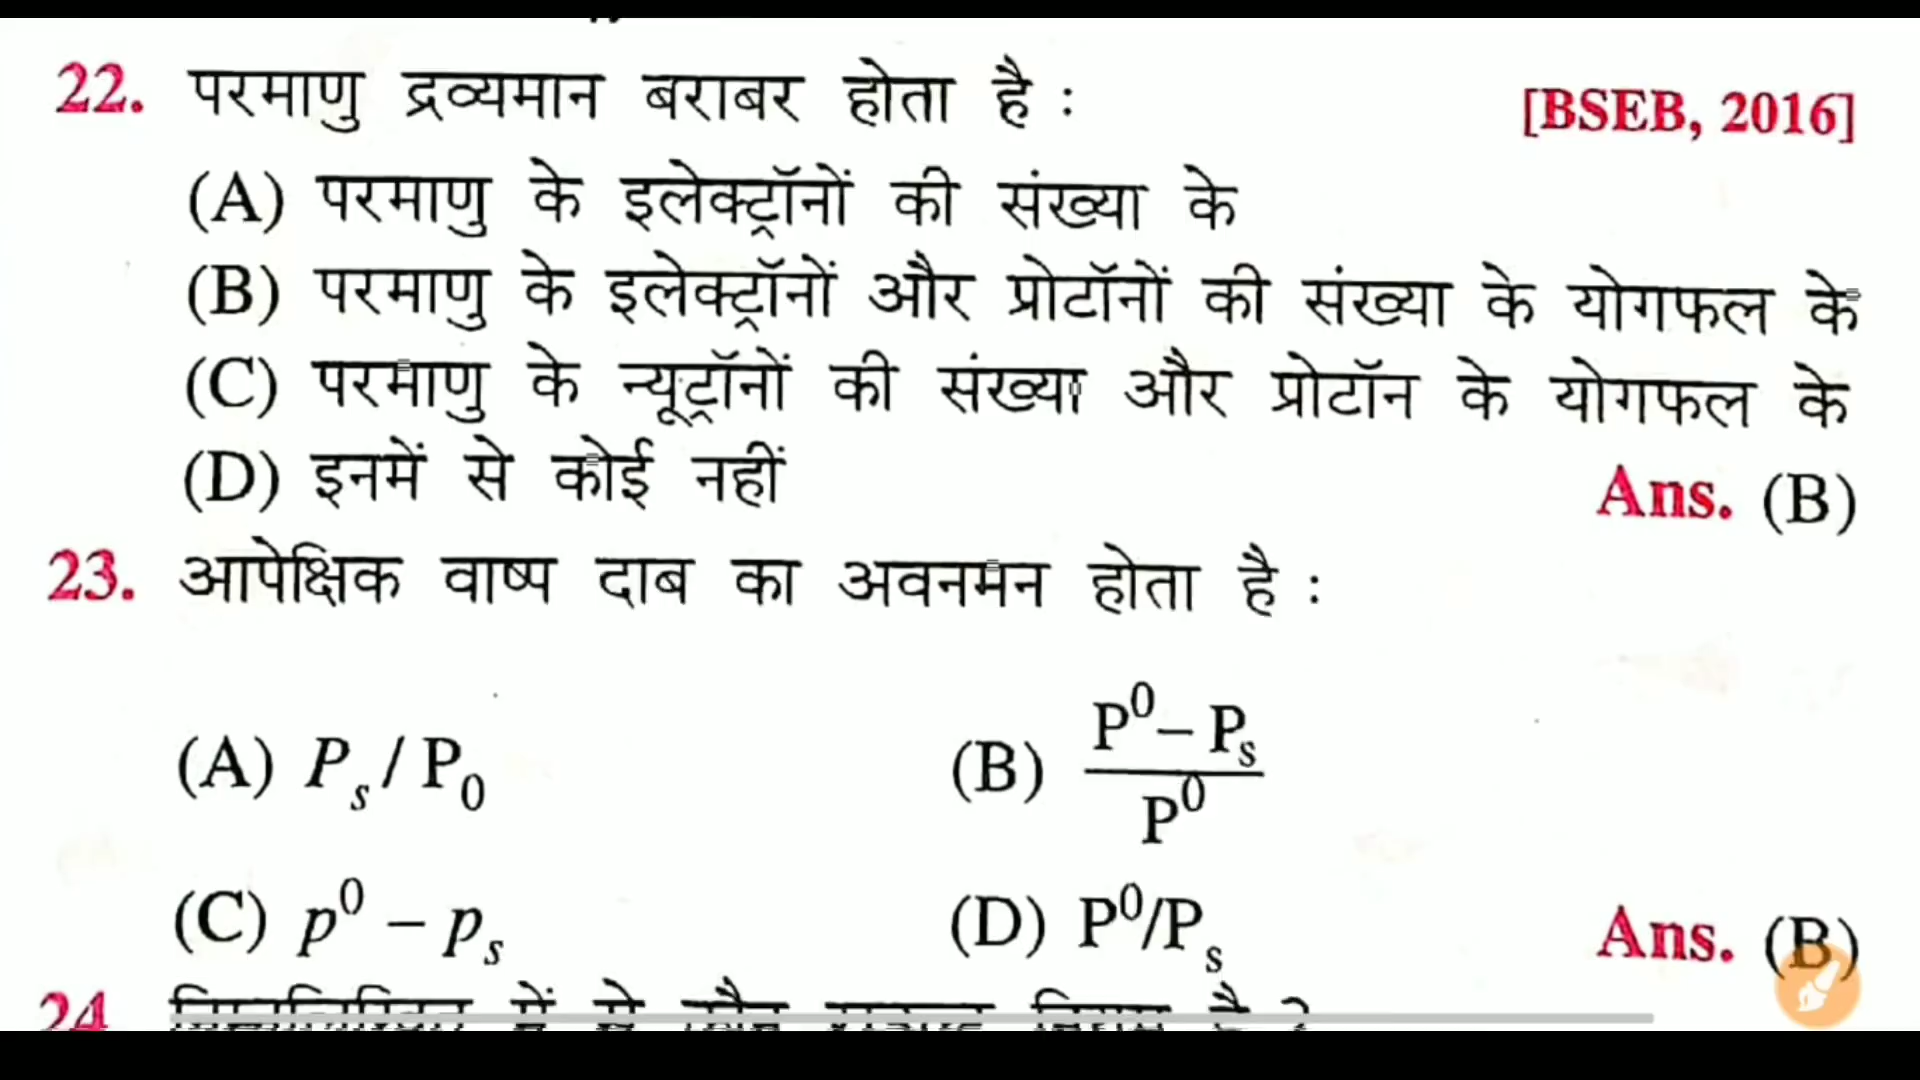 22. परमाणु द्रव्यमान बराबर होता है : [BSEB, 2016]
(A) परमाणु के इलेक्ट्रॉनों की संख्या के
(B) परमाणु के इलेक्ट्रॉनों और प्रोटॉनों की संख्या के योगफल के
(C) परमाणु के न्यूट्रॉनों की संख्या और प्रोटॉन के योगफल के
(D) इनमें से कोई नहीं Ans. (B)
23. आपेक्षिक वाष्प दाब का अवनमन होता है :
(A) Pₛ / P₀ (B) P⁰ – Pₛ / P⁰
(C) p⁰ – pₛ (D) P⁰/Pₛ Ans. (B)
24